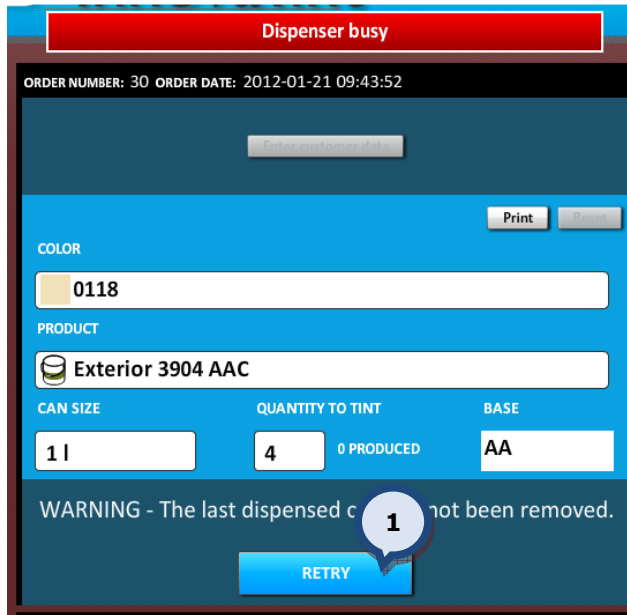 Dispenser busy
ORDER NUMBER: 30 ORDER DATE: 2012-01-21 09:43:52
Enter customer data
Print Reset
COLOR
0118
PRODUCT
Exterior 3904 AAC
CAN SIZE QUANTITY TO TINT BASE
1 l 4 0 PRODUCED AA
WARNING - The last dispensed not been removed.
1
RETRY